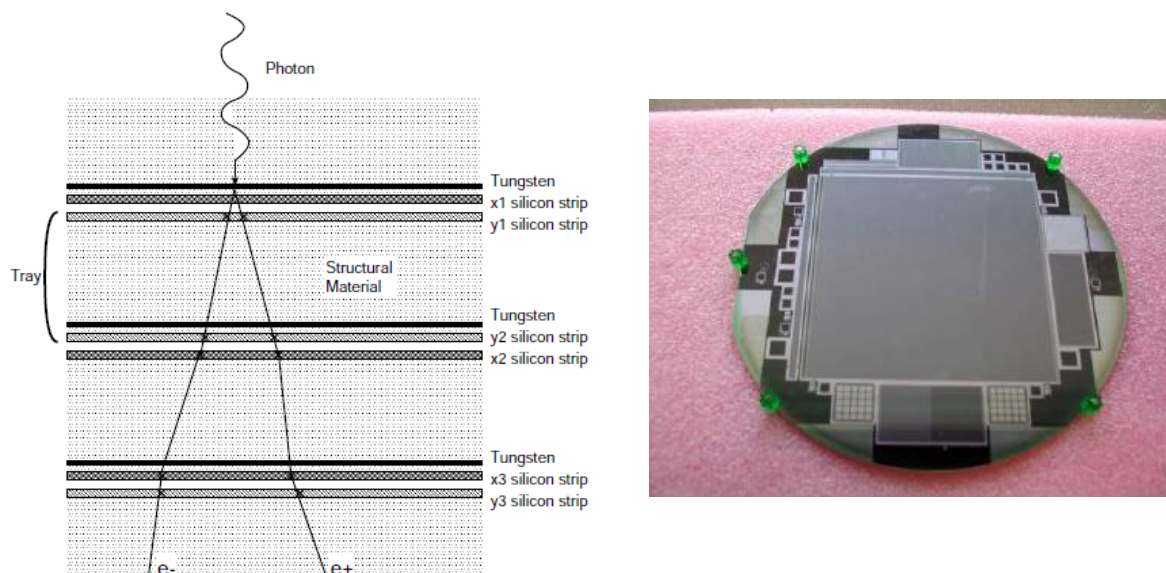 Photon
Tungsten
x1 silicon strip
y1 silicon strip
Tray
Structural
Material
Tungsten
y2 silicon strip
x2 silicon strip
Tungsten
x3 silicon strip
y3 silicon strip
e-
e+